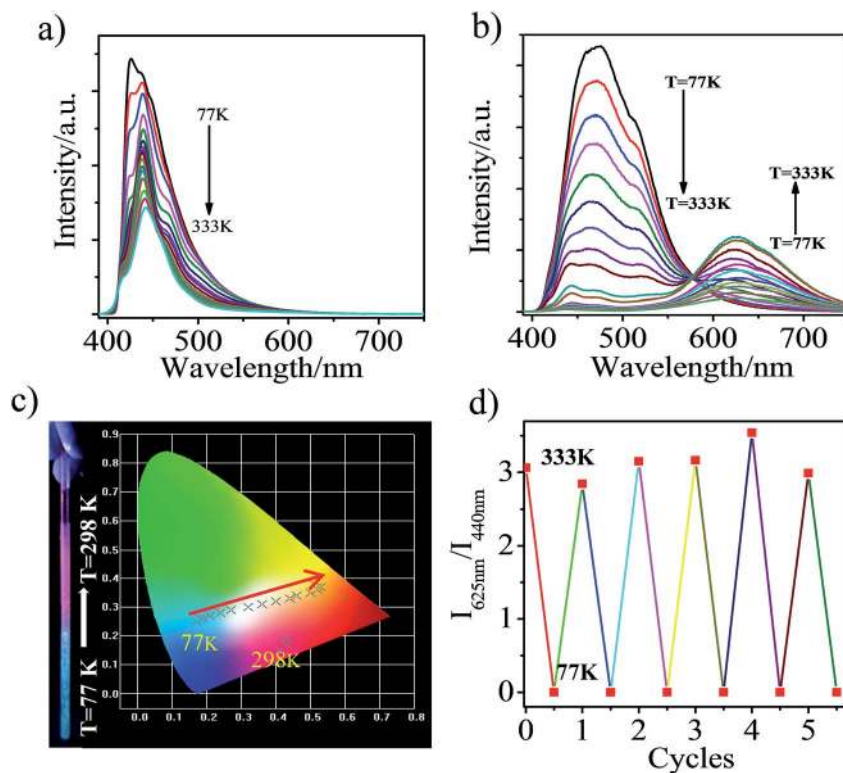 a)
Intensity/a.u.
77K
333K
400 500 600 700
Wavelength/nm
b)
Intensity/a.u.
T=77K
T=333K
T=333K
T=77K
400 500 600 700
Wavelength/nm
c)
T=77 K
T=298 K
0.9
0.8
0.7
0.6
0.5
0.4
0.3
0.2
0.1
0.0
77K
298K
0.0 0.1 0.2 0.3 0.4 0.5 0.6 0.7 0.8
d)
I625nm/I440nm
3
2
1
0
333K
77K
0 1 2 3 4 5
Cycles